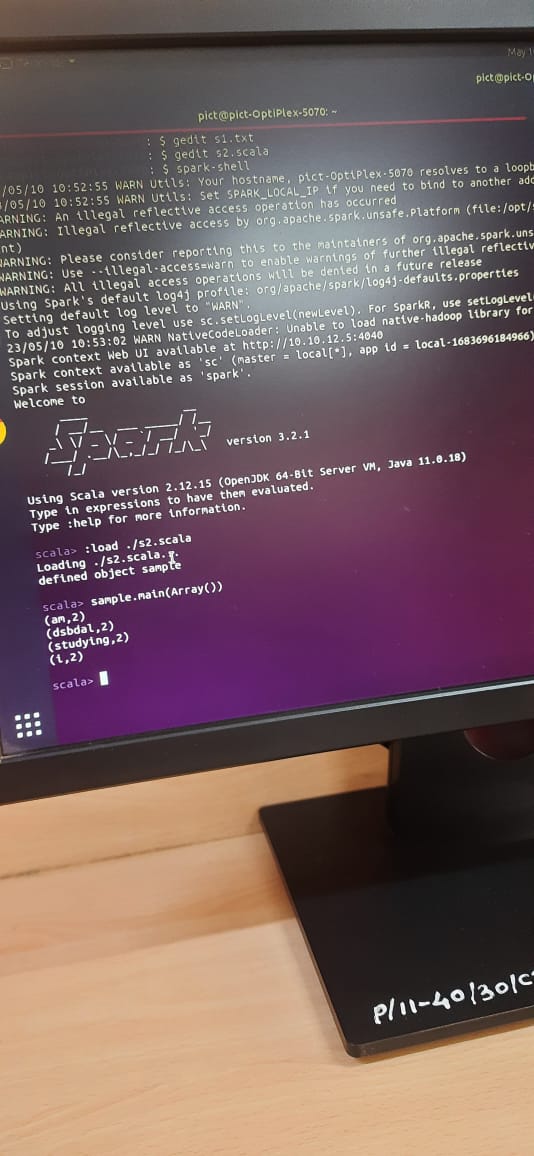 May 1
pict@pict-Op
pict@pict-OptiPlex-5070: ~
: $ gedit s1.txt
: $ gedit s2.scala
: $ spark-shell
/05/10 10:52:55 WARN Utils: Your hostname, pict-OptiPlex-5070 resolves to a loopb
/05/10 10:52:55 WARN Utils: Set SPARK_LOCAL_IP if you need to bind to another add
ARNING: An illegal reflective access operation has occurred
ARNING: Illegal reflective access by org.apache.spark.unsafe.Platform (file:/opt/s
nt)
WARNING: Please consider reporting this to the maintainers of org.apache.spark.uns
WARNING: Use --illegal-access=warn to enable warnings of further illegal reflectiv
WARNING: All illegal access operations will be denied in a future release
Using Spark's default log4j profile: org/apache/spark/log4j-defaults.properties
Setting default log level to "WARN".
To adjust logging level use sc.setLogLevel(newLevel). For SparkR, use setLogLevel(
23/05/10 10:53:02 WARN NativeCodeLoader: Unable to load native-hadoop library for
Spark context Web UI available at http://10.10.12.5:4040
Spark context available as 'sc' (master = local[*], app id = local-1683696184966)
Spark session available as 'spark'.
Welcome to
Spark version 3.2.1
Using Scala version 2.12.15 (OpenJDK 64-Bit Server VM, Java 11.0.18)
Type in expressions to have them evaluated.
Type :help for more information.
scala> :load ./s2.scala
Loading ./s2.scala...
defined object sample
scala> sample.main(Array())
(am,2)
(dsbdal,2)
(studying,2)
(i,2)
scala>
P/11-40/30/C